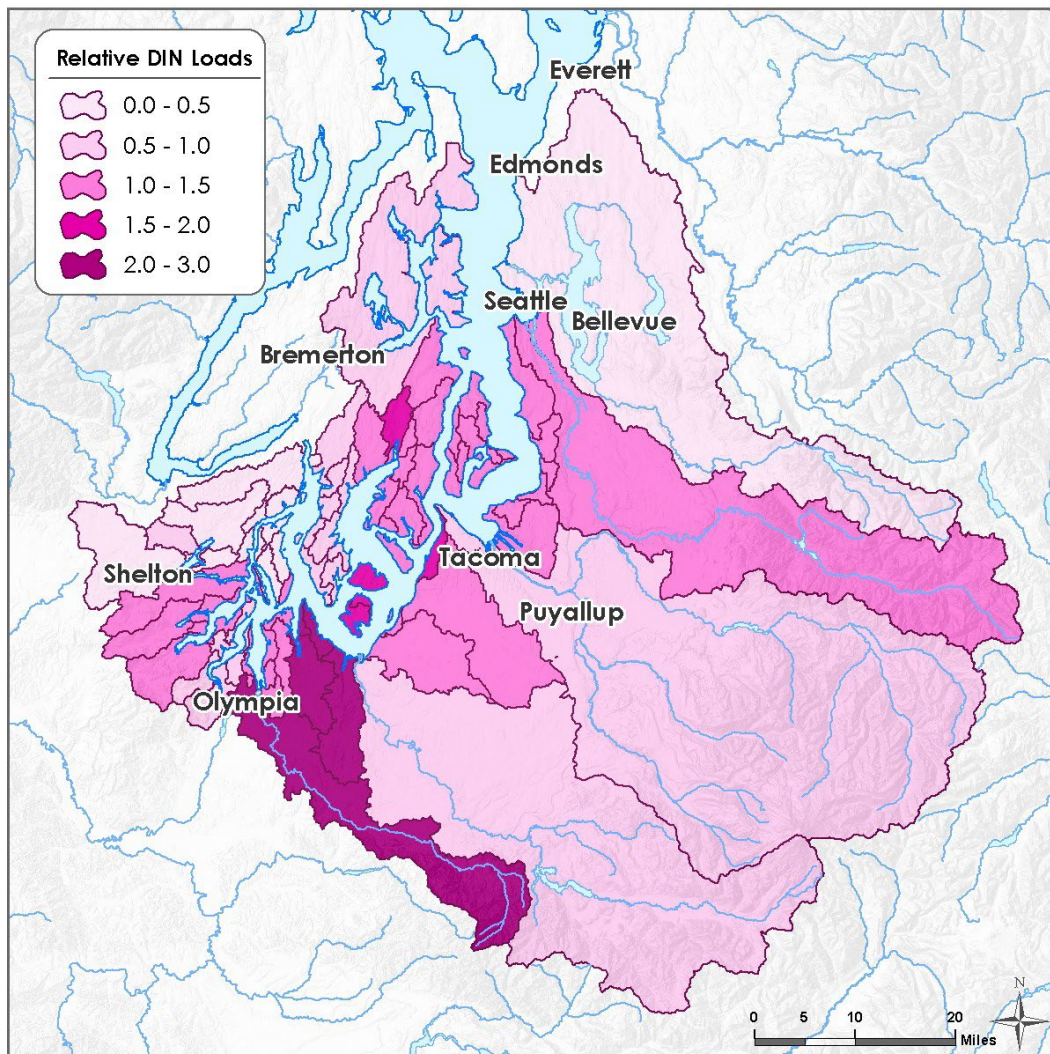 Relative DIN Loads
0.0 - 0.5
0.5 - 1.0
1.0 - 1.5
1.5 - 2.0
2.0 - 3.0
Everett
Edmonds
Seattle
Bellevue
Bremerton
Tacoma
Shelton
Puyallup
Olympia
N
0 5 10 20
Miles